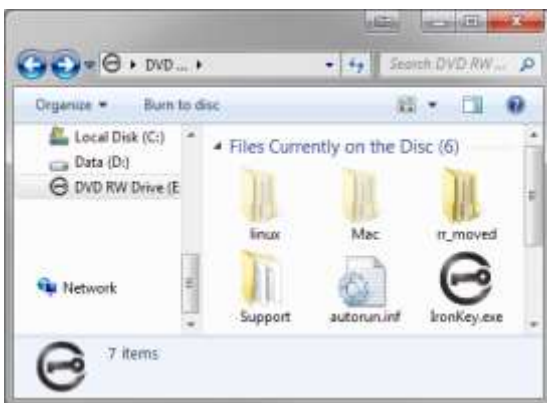 DVD ...
Search DVD RW ...
Organize
Burn to disc
Local Disk (C:)
Data (D:)
DVD RW Drive (E
Network
Files Currently on the Disc (6)
linux
Mac
rr_moved
Support
autorun.inf
IronKey.exe
7 items